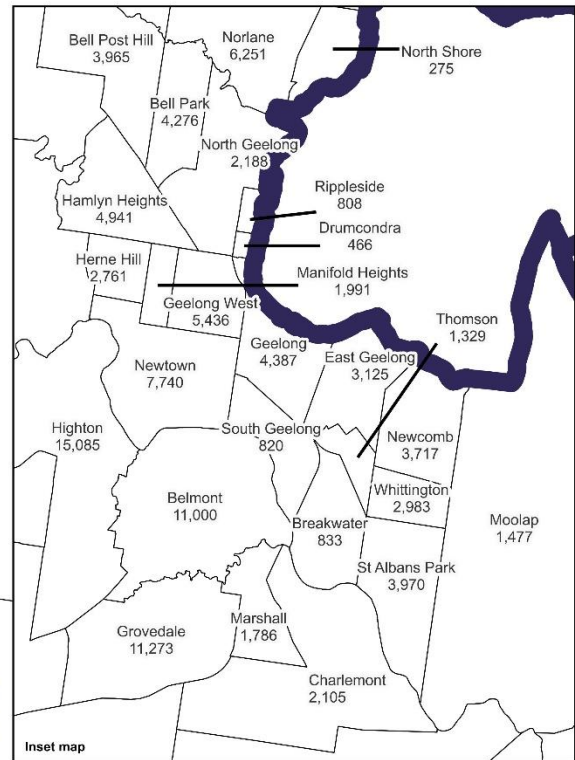 Bell Post Hill
3,965
Norlane
6,251
North Shore
275
Bell Park
4,276
North Geelong
2,188
Rippleside
808
Hamlyn Heights
4,941
Drumcondra
466
Herne Hill
2,761
Manifold Heights
1,991
Geelong West
5,436
Thomson
1,329
Geelong
4,387
East Geelong
3,125
Newtown
7,740
Highton
15,085
South Geelong
820
Newcomb
3,717
Belmont
11,000
Whittington
2,983
Breakwater
833
Moolap
1,477
St Albans Park
3,970
Grovedale
11,273
Marshall
1,786
Charlemont
2,105
Inset map